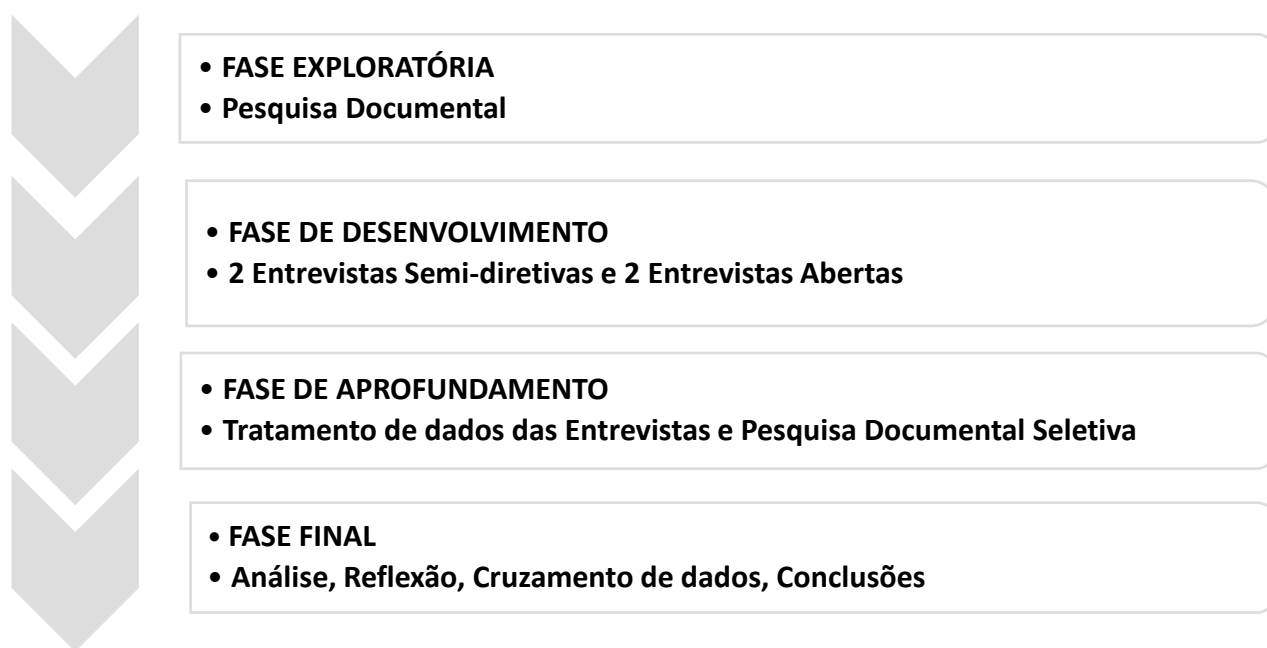 • FASE EXPLORATÓRIA
• Pesquisa Documental
• FASE DE DESENVOLVIMENTO
• 2 Entrevistas Semi-diretivas e 2 Entrevistas Abertas
• FASE DE APROFUNDAMENTO
• Tratamento de dados das Entrevistas e Pesquisa Documental Seletiva
• FASE FINAL
• Análise, Reflexão, Cruzamento de dados, Conclusões